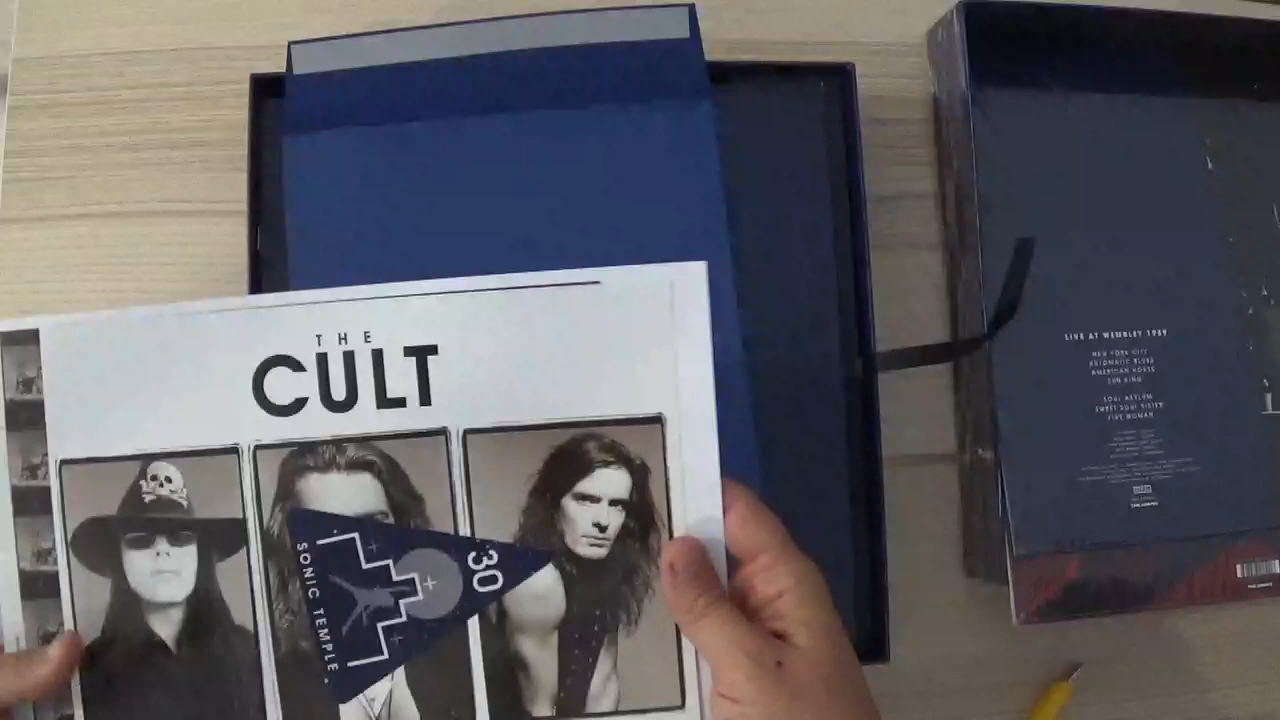 THE
CULT
SONIC TEMPLE
30
LIVE AT WEMBLEY 1989
NEW YORK CITY
AUTOMATIC BLUES
AMERICAN HORSE
SUN KING
SOUL ASYLUM
SWEET SOUL SISTER
FIRE WOMAN